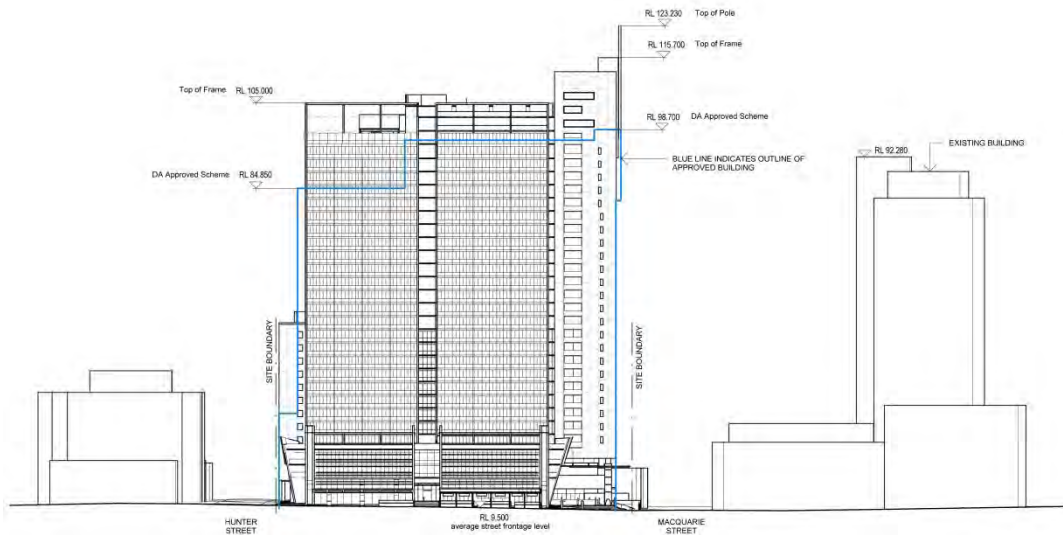 RL 123.230 Top of Pole
RL 115.700 Top of Frame
Top of Frame RL 105.000
RL 98.700 DA Approved Scheme
EXISTING BUILDING
RL 92.280
BLUE LINE INDICATES OUTLINE OF
APPROVED BUILDING
DA Approved Scheme RL 84.850
SITE BOUNDARY
SITE BOUNDARY
RL 9.500
average street frontage level
HUNTER
STREET
MACQUARIE
STREET